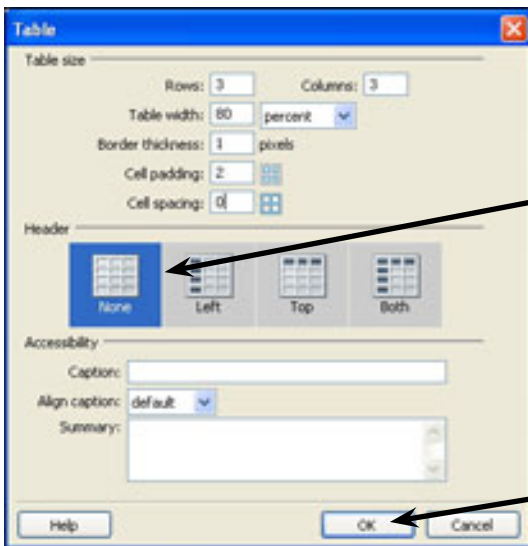 Table
Table size
Rows: 3 Columns: 3
Table width: 80 percent
Border thickness: 1 pixels
Cell padding: 2
Cell spacing: 0
Header
None Left Top Both
Accessibility
Caption:
Align caption: default
Summary:
Help OK Cancel